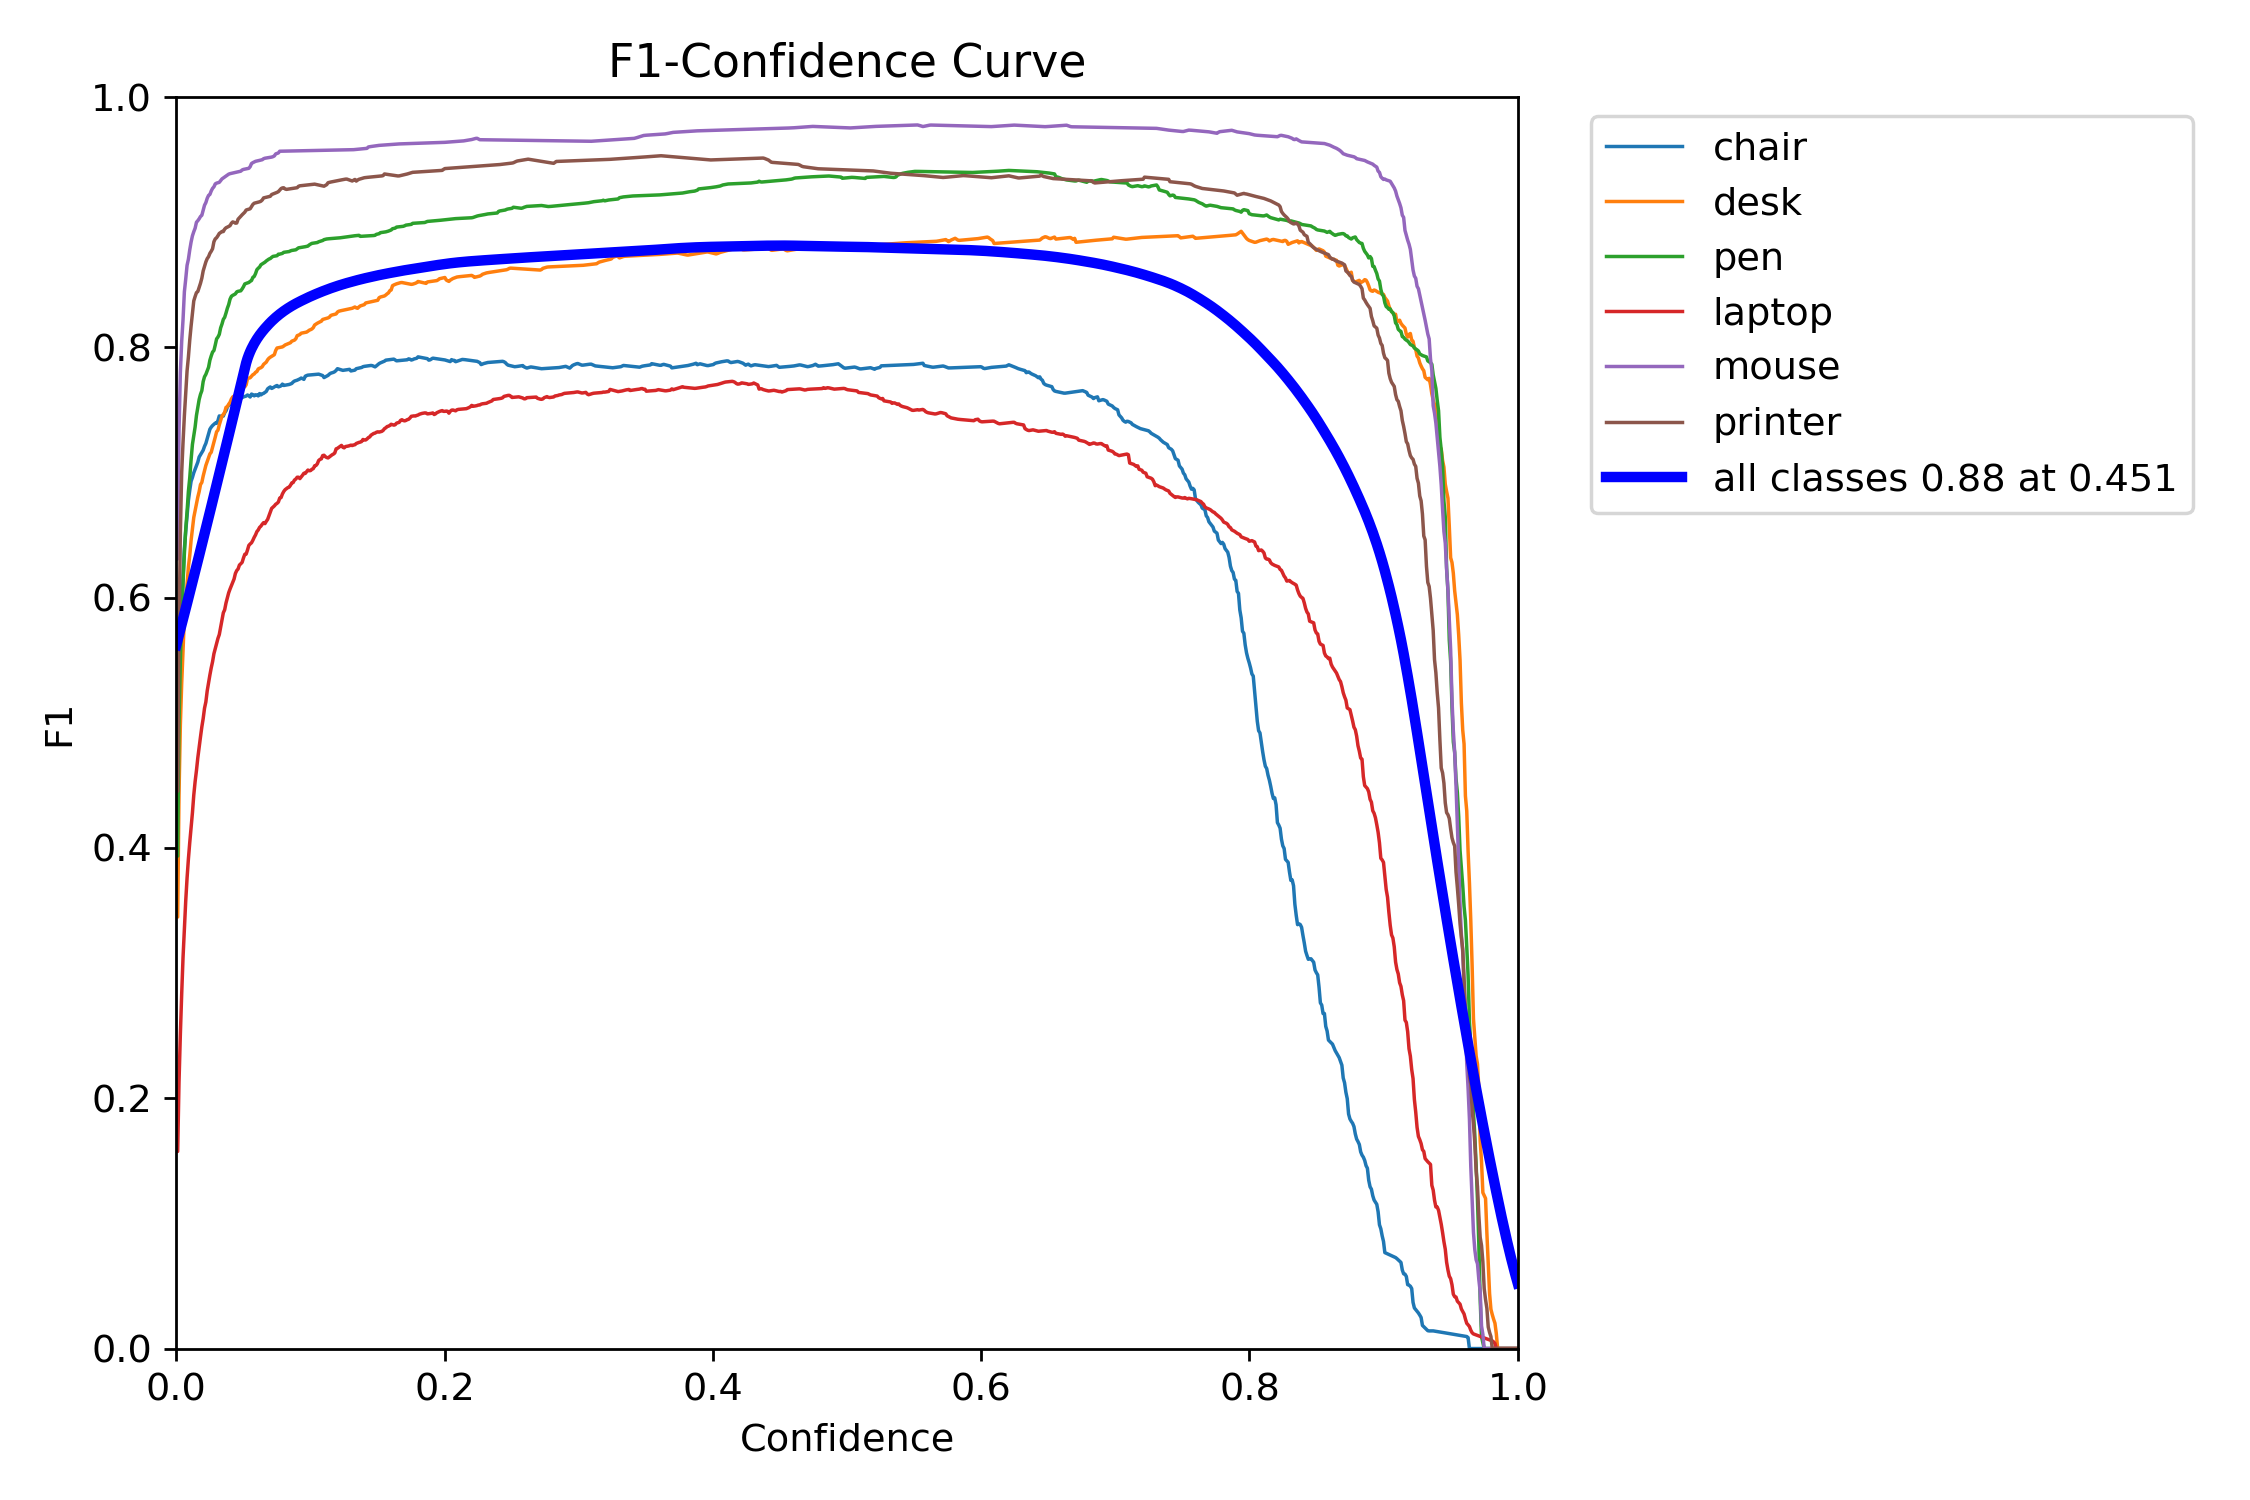 F1-Confidence Curve
1.0
0.8
0.6
0.4
0.2
0.0
F1
0.0 0.2 0.4 0.6 0.8 1.0
Confidence
chair
desk
pen
laptop
mouse
printer
all classes 0.88 at 0.451